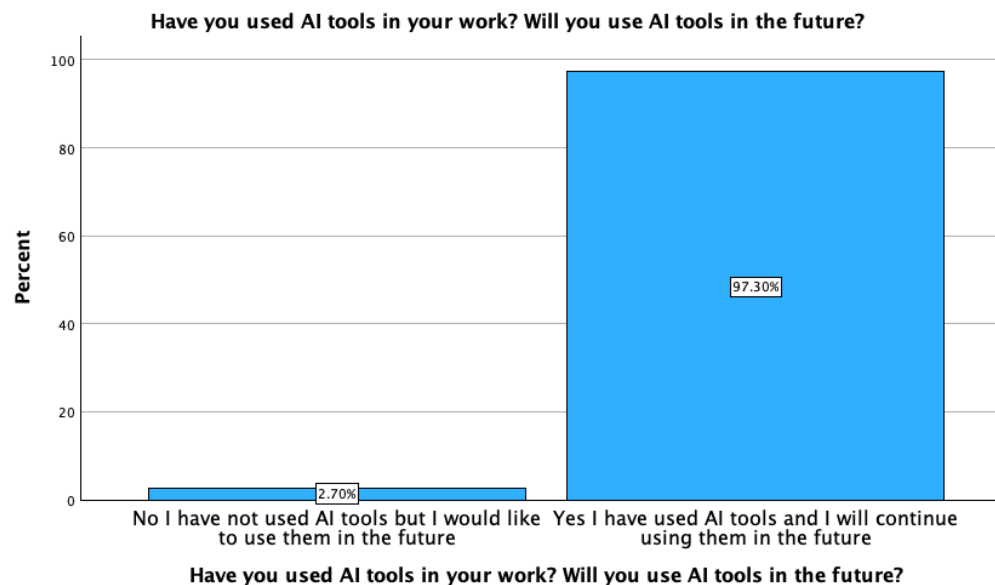 Have you used AI tools in your work? Will you use AI tools in the future?
100
80
60
40
20
0
Percent
97.30%
2.70%
No I have not used AI tools but I would like
to use them in the future
Yes I have used AI tools and I will continue
using them in the future
Have you used AI tools in your work? Will you use AI tools in the future?